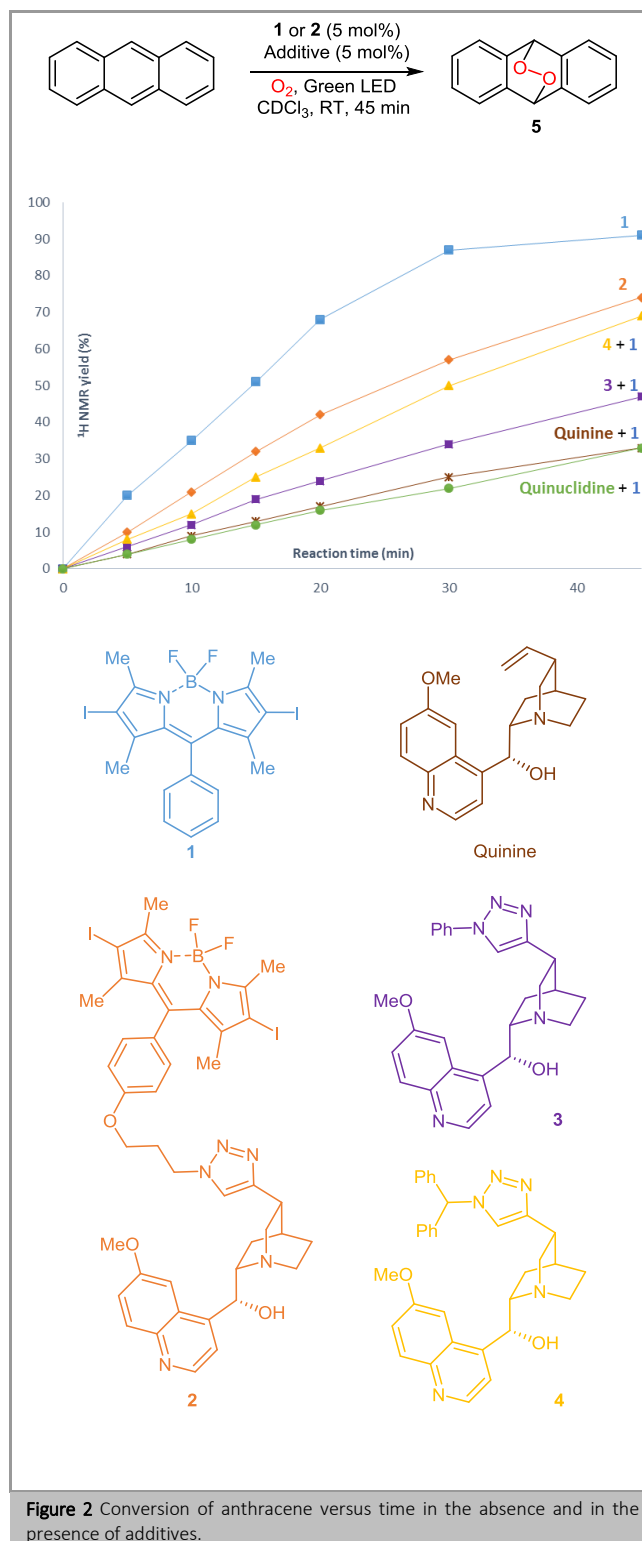 1 or 2 (5 mol%)
Additive (5 mol%)
O2, Green LED
CDCl3, RT, 45 min
O
O
5
100
90
80
70
60
50
40
30
20
10
0
¹H NMR yield (%)
1
2
4 + 1
3 + 1
Quinine + 1
Quinuclidine + 1
Reaction time (min)
0
10
20
30
40
Me
F
F
Me
B
N
N
I
I
Me
Me
1
OMe
N
OH
N
Quinine
Me
I
F
F
N
B
N
Me
Me
I
Me
O
N
N
N
MeO
N
OH
N
2
N
N
Ph
N
MeO
N
OH
N
3
Ph
N
N
N
Ph
MeO
N
OH
N
4
Figure 2 Conversion of anthracene versus time in the absence and in the
presence of additives.